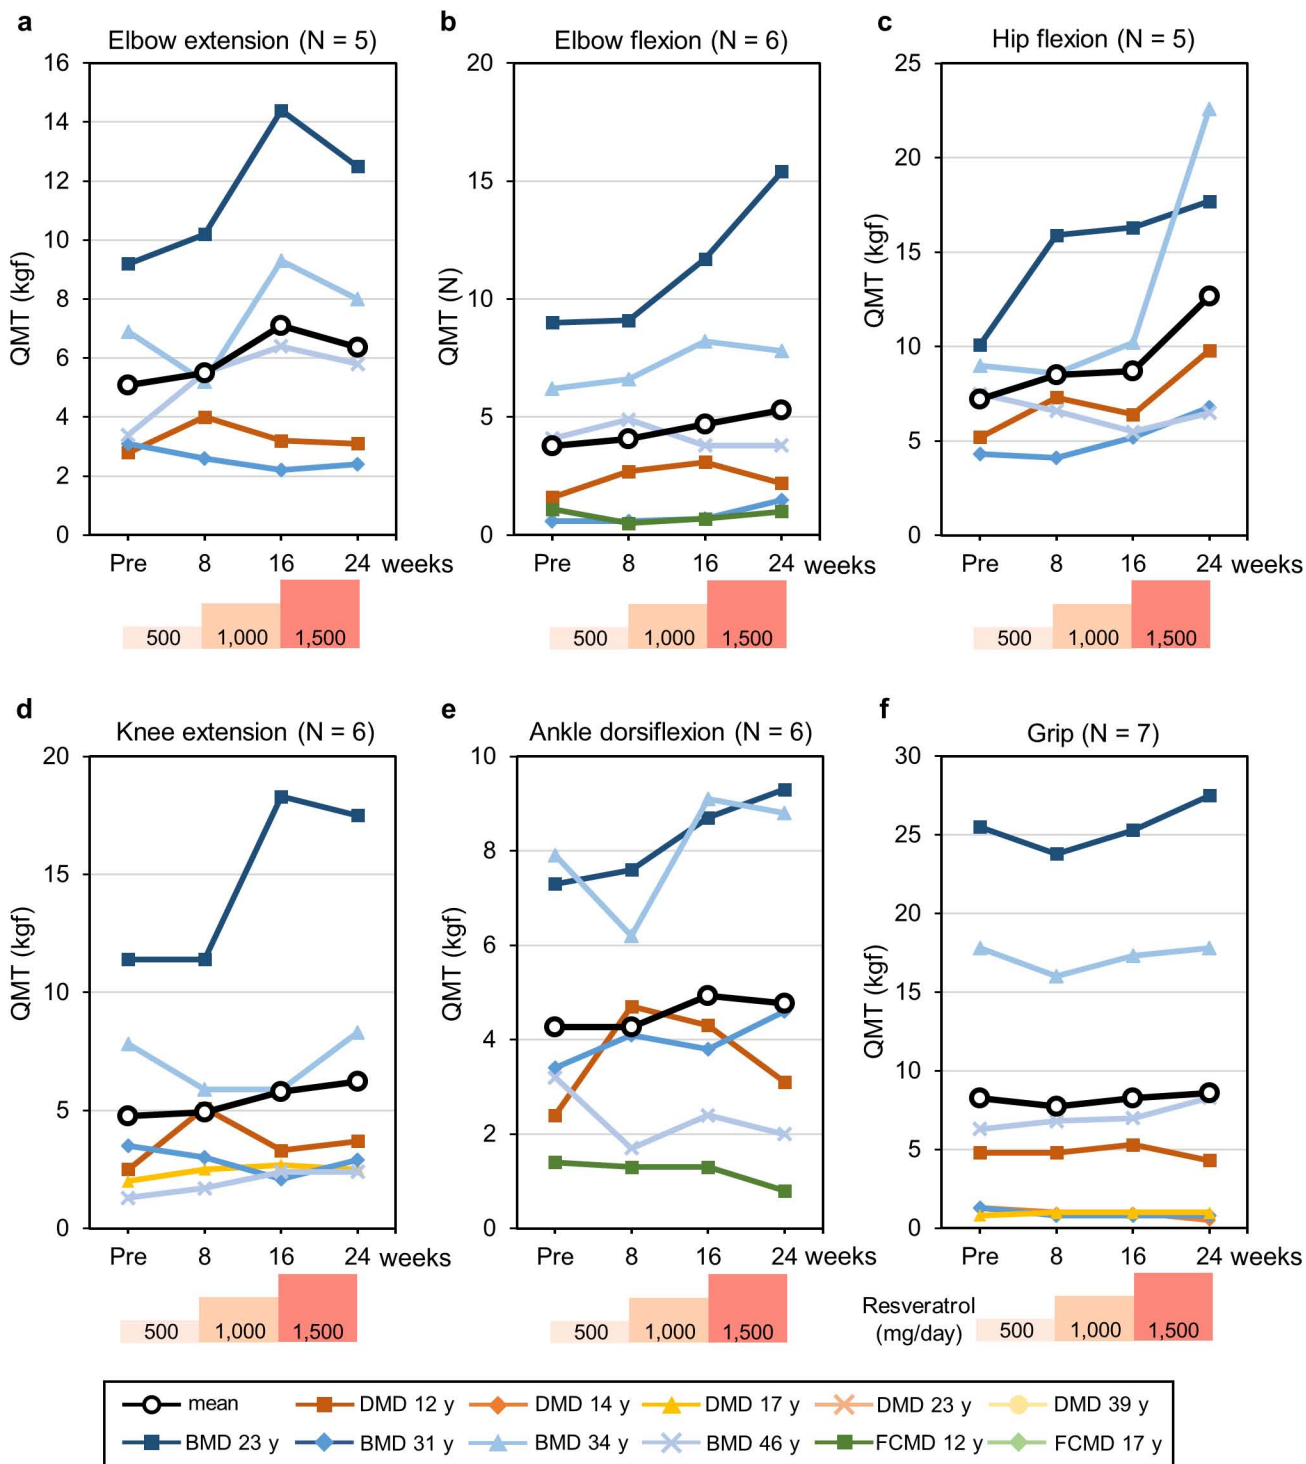 a
Elbow extension (N = 5)
QMT (kgf)
16
14
12
10
8
6
4
2
0
Pre 8 16 24 weeks
500 1,000 1,500
b
Elbow flexion (N = 6)
QMT (N)
20
15
10
5
0
Pre 8 16 24 weeks
500 1,000 1,500
c
Hip flexion (N = 5)
QMT (kgf)
25
20
15
10
5
0
Pre 8 16 24 weeks
500 1,000 1,500
d
Knee extension (N = 6)
QMT (kgf)
20
15
10
5
0
Pre 8 16 24 weeks
500 1,000 1,500
e
Ankle dorsiflexion (N = 6)
QMT (kgf)
10
8
6
4
2
0
Pre 8 16 24 weeks
500 1,000 1,500
f
Grip (N = 7)
QMT (kgf)
30
25
20
15
10
5
0
Pre 8 16 24 weeks
Resveratrol
(mg/day)
500 1,000 1,500
mean DMD 12 y DMD 14 y DMD 17 y DMD 23 y DMD 39 y
BMD 23 y BMD 31 y BMD 34 y BMD 46 y FCMD 12 y FCMD 17 y